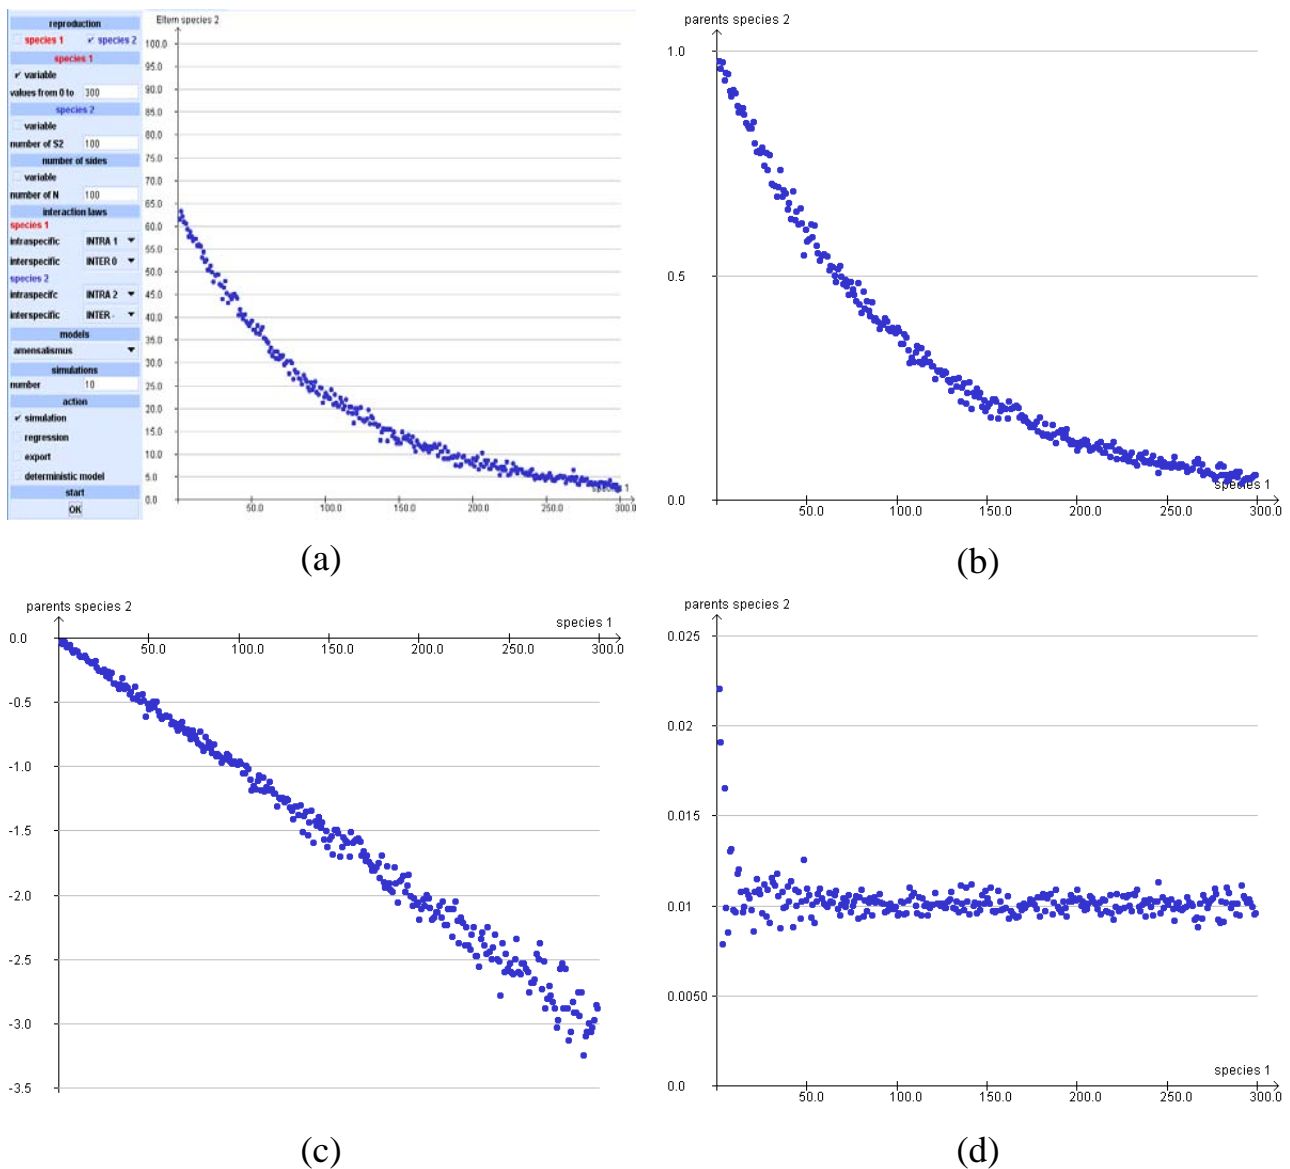 reproduction
species 1 species 2
species 1
variable
values from 0 to 300
species 2
variable
number of S2 100
number of sides
variable
number of N 100
interaction laws
species 1
intraspecific INTRA 1
interspecific INTER 0
species 2
intraspecifc INTRA 2
interspecific INTER -
models
amensalismus
simulations
number 10
action
simulation
regression
export
deterministic model
start
OK
Eltern species 2
100.0
95.0
90.0
85.0
80.0
75.0
70.0
65.0
60.0
55.0
50.0
45.0
40.0
35.0
30.0
25.0
20.0
15.0
10.0
5.0
0.0
species 1
50.0 100.0 150.0 200.0 250.0 300.0
(a)
parents species 2
1.0
0.5
0.0
species 1
50.0 100.0 150.0 200.0 250.0 300.0
(b)
parents species 2
species 1
0.0
50.0 100.0 150.0 200.0 250.0 300.0
-0.5
-1.0
-1.5
-2.0
-2.5
-3.0
-3.5
(c)
parents species 2
0.025
0.02
0.015
0.01
0.0050
0.0
species 1
50.0 100.0 150.0 200.0 250.0 300.0
(d)